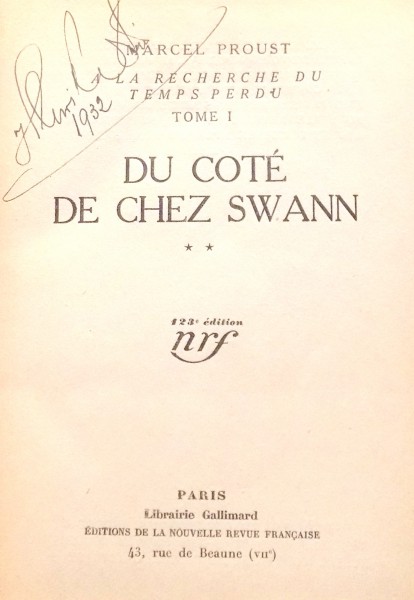 1932
MARCEL PROUST
A LA RECHERCHE DU
TEMPS PERDU
TOME I
DU COTÉ
DE CHEZ SWANN
★ ★
123ᵉ édition
nrf
PARIS
Librairie Gallimard
ÉDITIONS DE LA NOUVELLE REVUE FRANÇAISE
43, rue de Beaune (VIIᵉ)